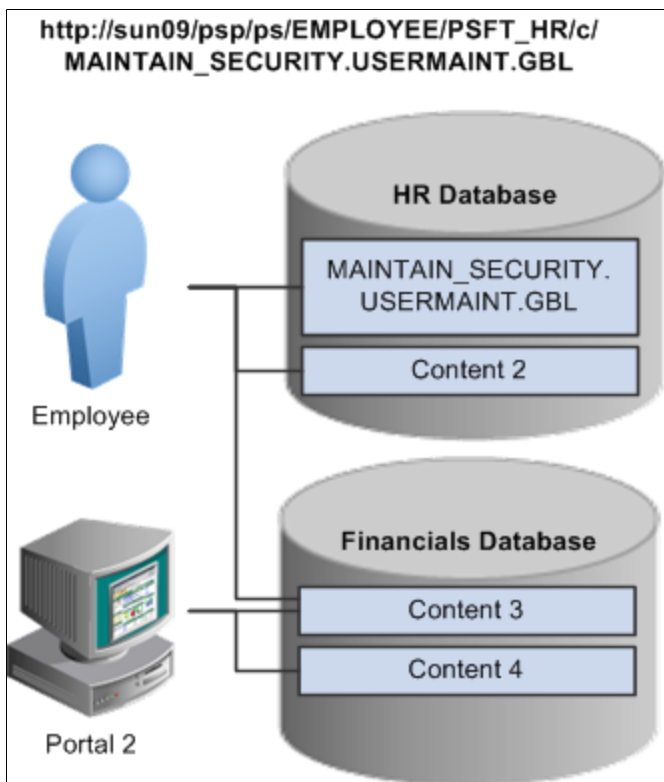 http://sun09/psp/ps/EMPLOYEE/PSFT_HR/c/
MAINTAIN_SECURITY.USERMAINT.GBL
HR Database
MAINTAIN_SECURITY.
USERMAINT.GBL
Content 2
Employee
Financials Database
Content 3
Content 4
Portal 2